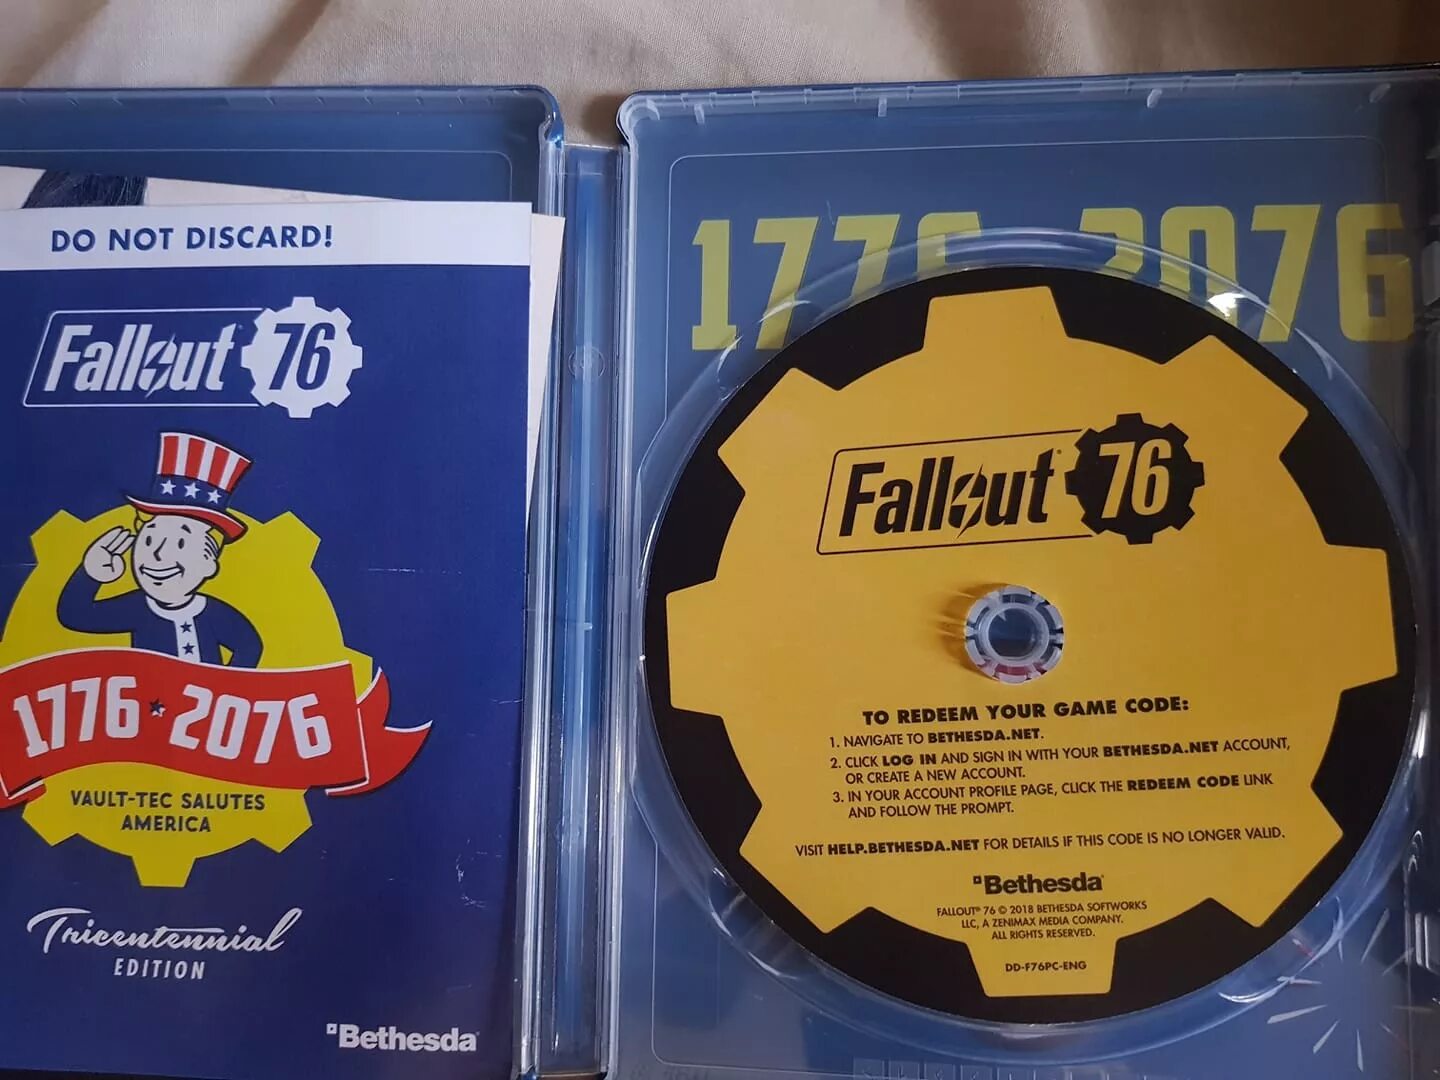 DO NOT DISCARD!
Fallout 76
1776 ★ 2076
VAULT-TEC SALUTES
AMERICA
Tricentennial
EDITION
Bethesda
1776 2076
Fallout 76
TO REDEEM YOUR GAME CODE:
1. NAVIGATE TO BETHESDA.NET.
2. CLICK LOG IN AND SIGN IN WITH YOUR BETHESDA.NET ACCOUNT,
OR CREATE A NEW ACCOUNT.
3. IN YOUR ACCOUNT PROFILE PAGE, CLICK THE REDEEM CODE LINK
AND FOLLOW THE PROMPT.
VISIT HELP.BETHESDA.NET FOR DETAILS IF THIS CODE IS NO LONGER VALID.
Bethesda
FALLOUT® 76 © 2018 BETHESDA SOFTWORKS
LLC, A ZENIMAX MEDIA COMPANY.
ALL RIGHTS RESERVED.
DD-F76PC-ENG